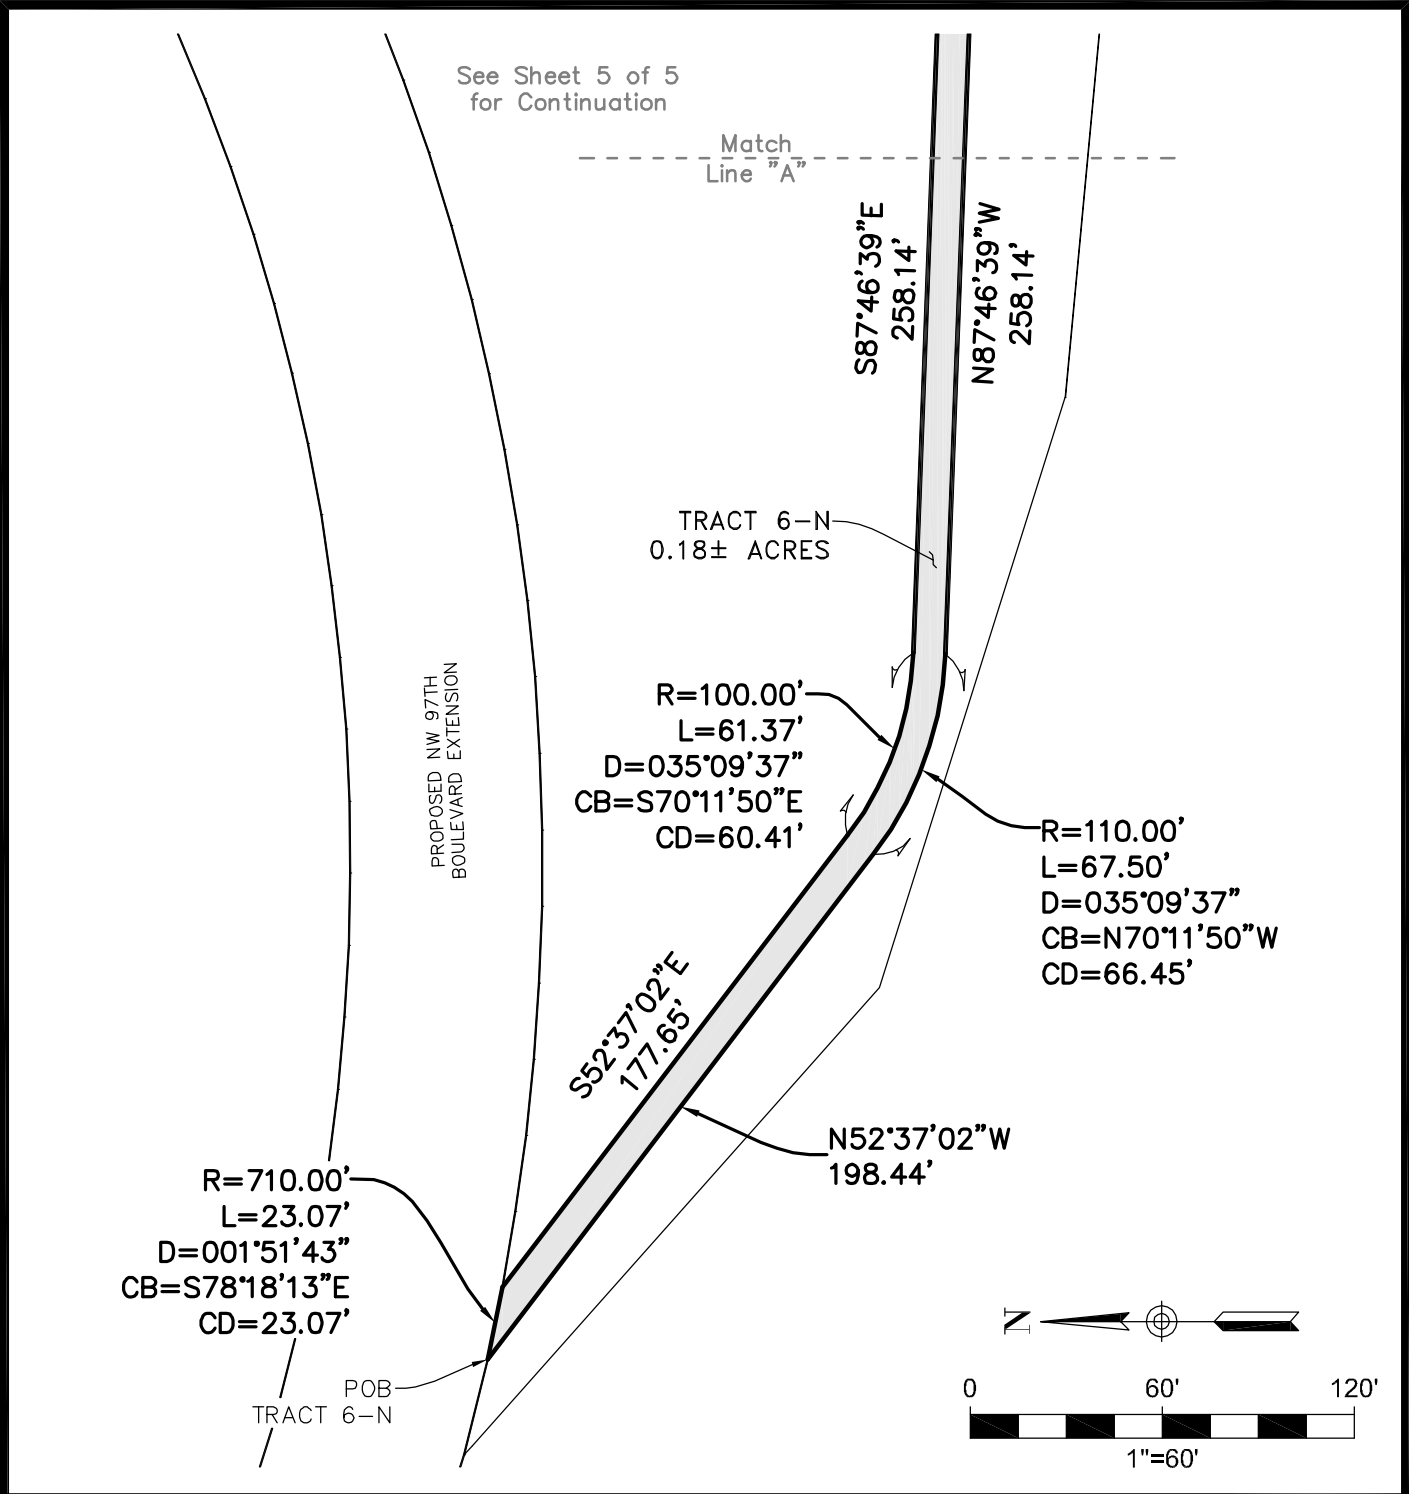 See Sheet 5 of 5
for Continuation
Match
Line "A"
S87°46'39"E
258.14'
N87°46'39"W
258.14'
TRACT 6-N
0.18± ACRES
PROPOSED NW 97TH
BOULEVARD EXTENSION
R=100.00'
L=61.37'
D=035°09'37"
CB=S70°11'50"E
CD=60.41'
R=110.00'
L=67.50'
D=035°09'37"
CB=N70°11'50"W
CD=66.45'
S52°37'02"E
177.65'
N52°37'02"W
198.44'
R=710.00'
L=23.07'
D=001°51'43"
CB=S78°18'13"E
CD=23.07'
POB
TRACT 6-N
N
0 60' 120'
1"=60'